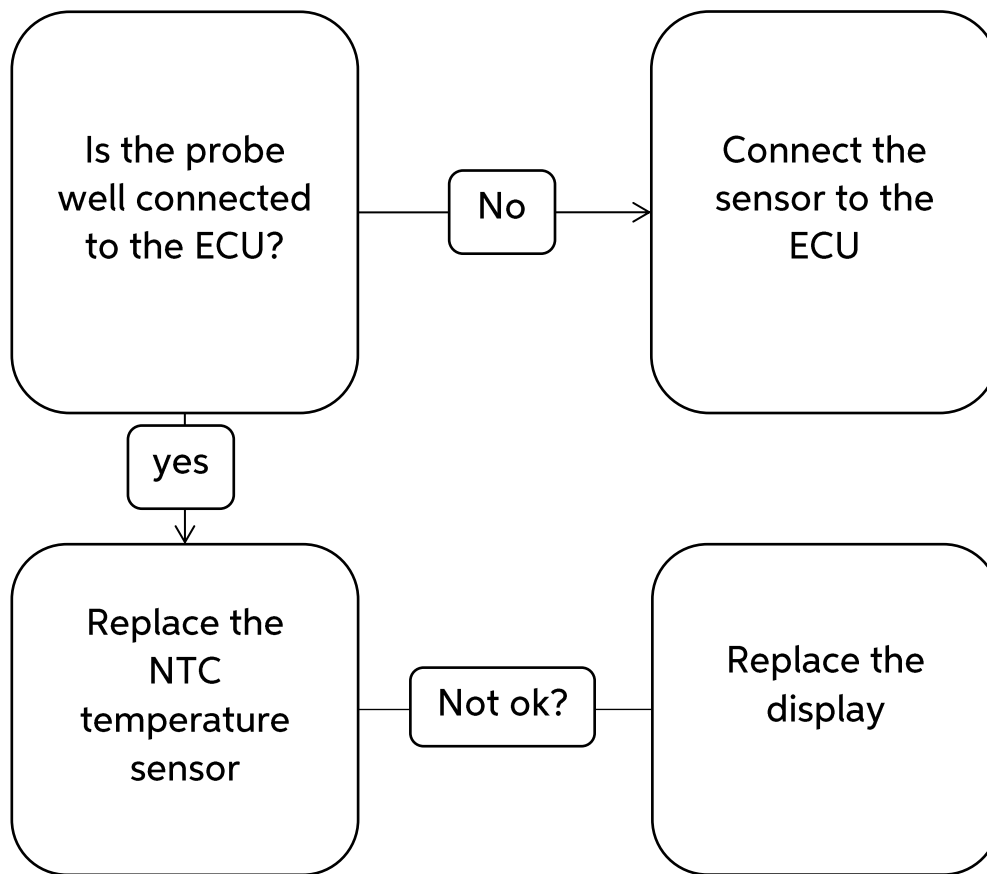 Is the probe
well connected
to the ECU?
No
Connect the
sensor to the
ECU
yes
Replace the
NTC
temperature
sensor
Not ok?
Replace the
display